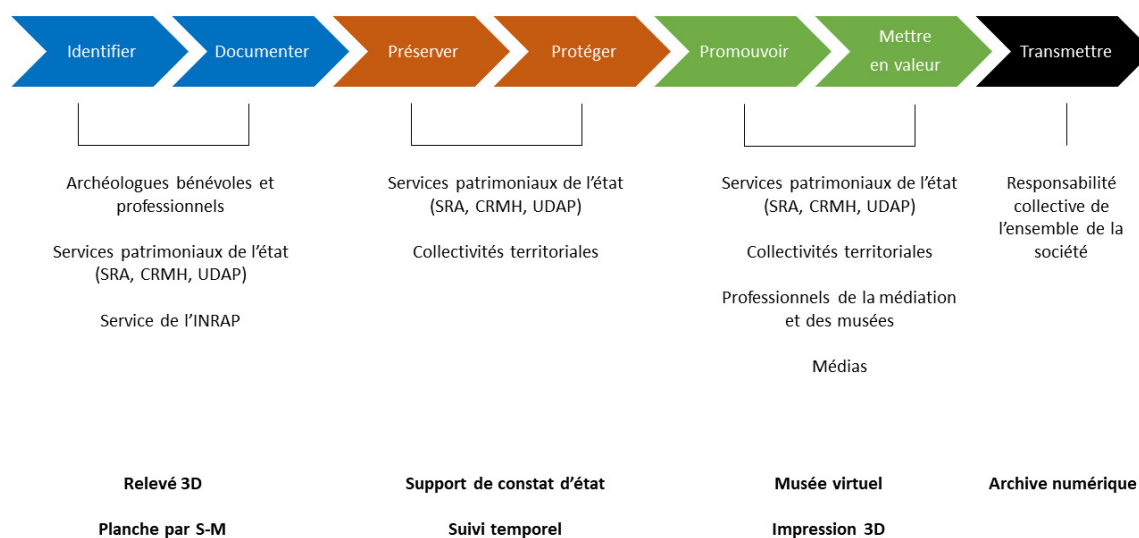 Identifier
Documenter
Préserver
Protéger
Promouvoir
Mettre
en valeur
Transmettre
Archéologues bénévoles et
professionnels
Services patrimoniaux de l’état
(SRA, CRMH, UDAP)
Service de l’INRAP
Services patrimoniaux de l’état
(SRA, CRMH, UDAP)
Collectivités territoriales
Services patrimoniaux de l’état
(SRA, CRMH, UDAP)
Collectivités territoriales
Professionnels de la médiation
et des musées
Médias
Responsabilité
collective de
l’ensemble de la
société
Relevé 3D
Planche par S-M
Support de constat d’état
Suivi temporel
Musée virtuel
Impression 3D
Archive numérique